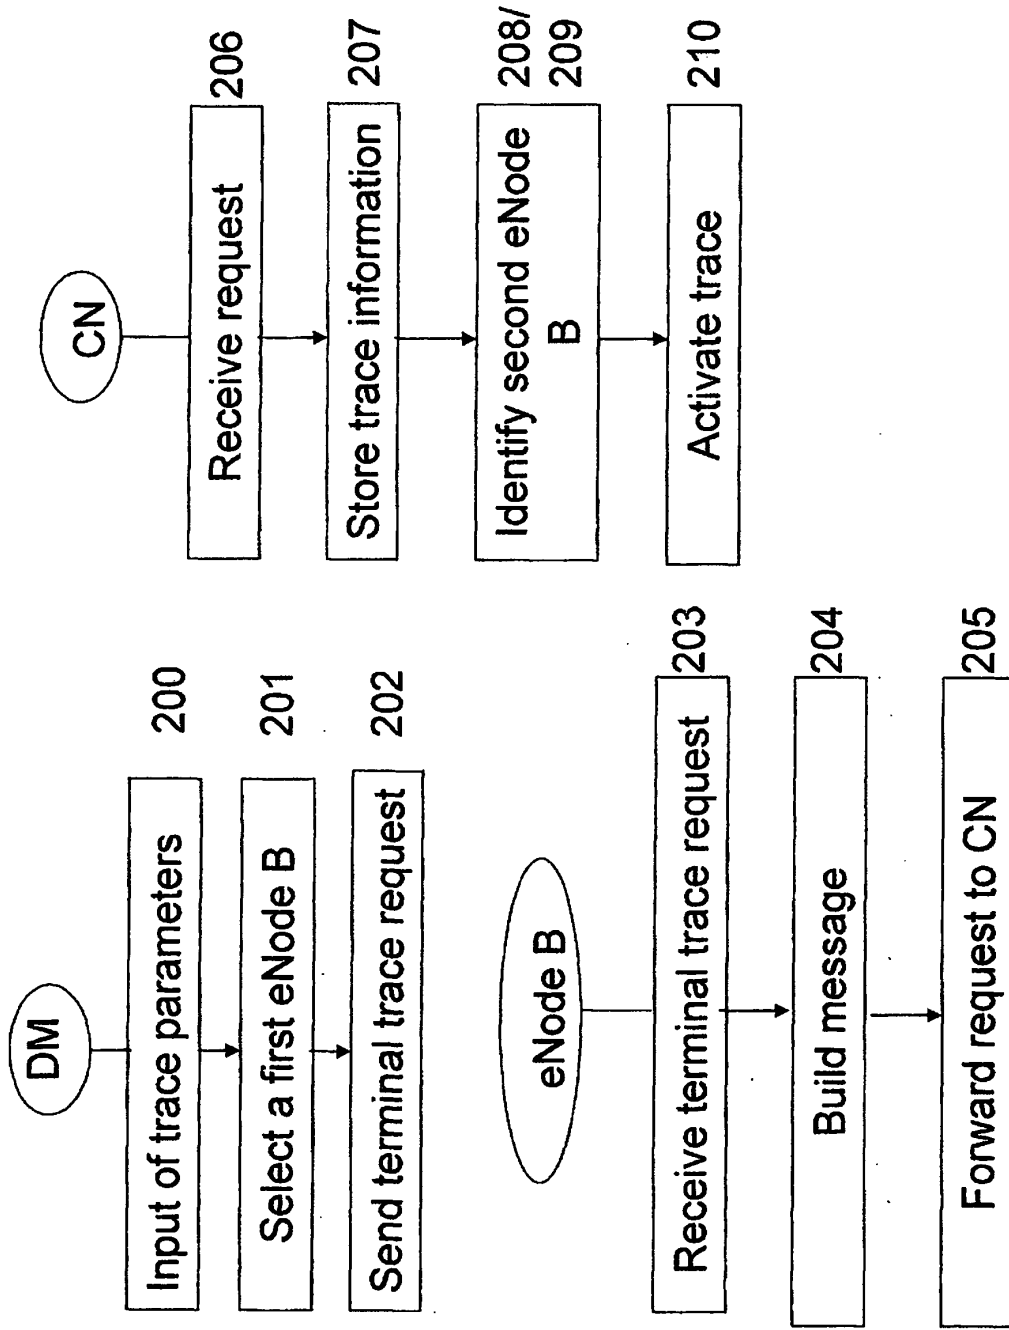 DM
Input of trace parameters
200
Select a first eNode B
201
Send terminal trace request
202
eNode B
Receive terminal trace request
203
Build message
204
Forward request to CN
205
CN
Receive request
206
Store trace information
207
Identify second eNode
B
208/
209
Activate trace
210